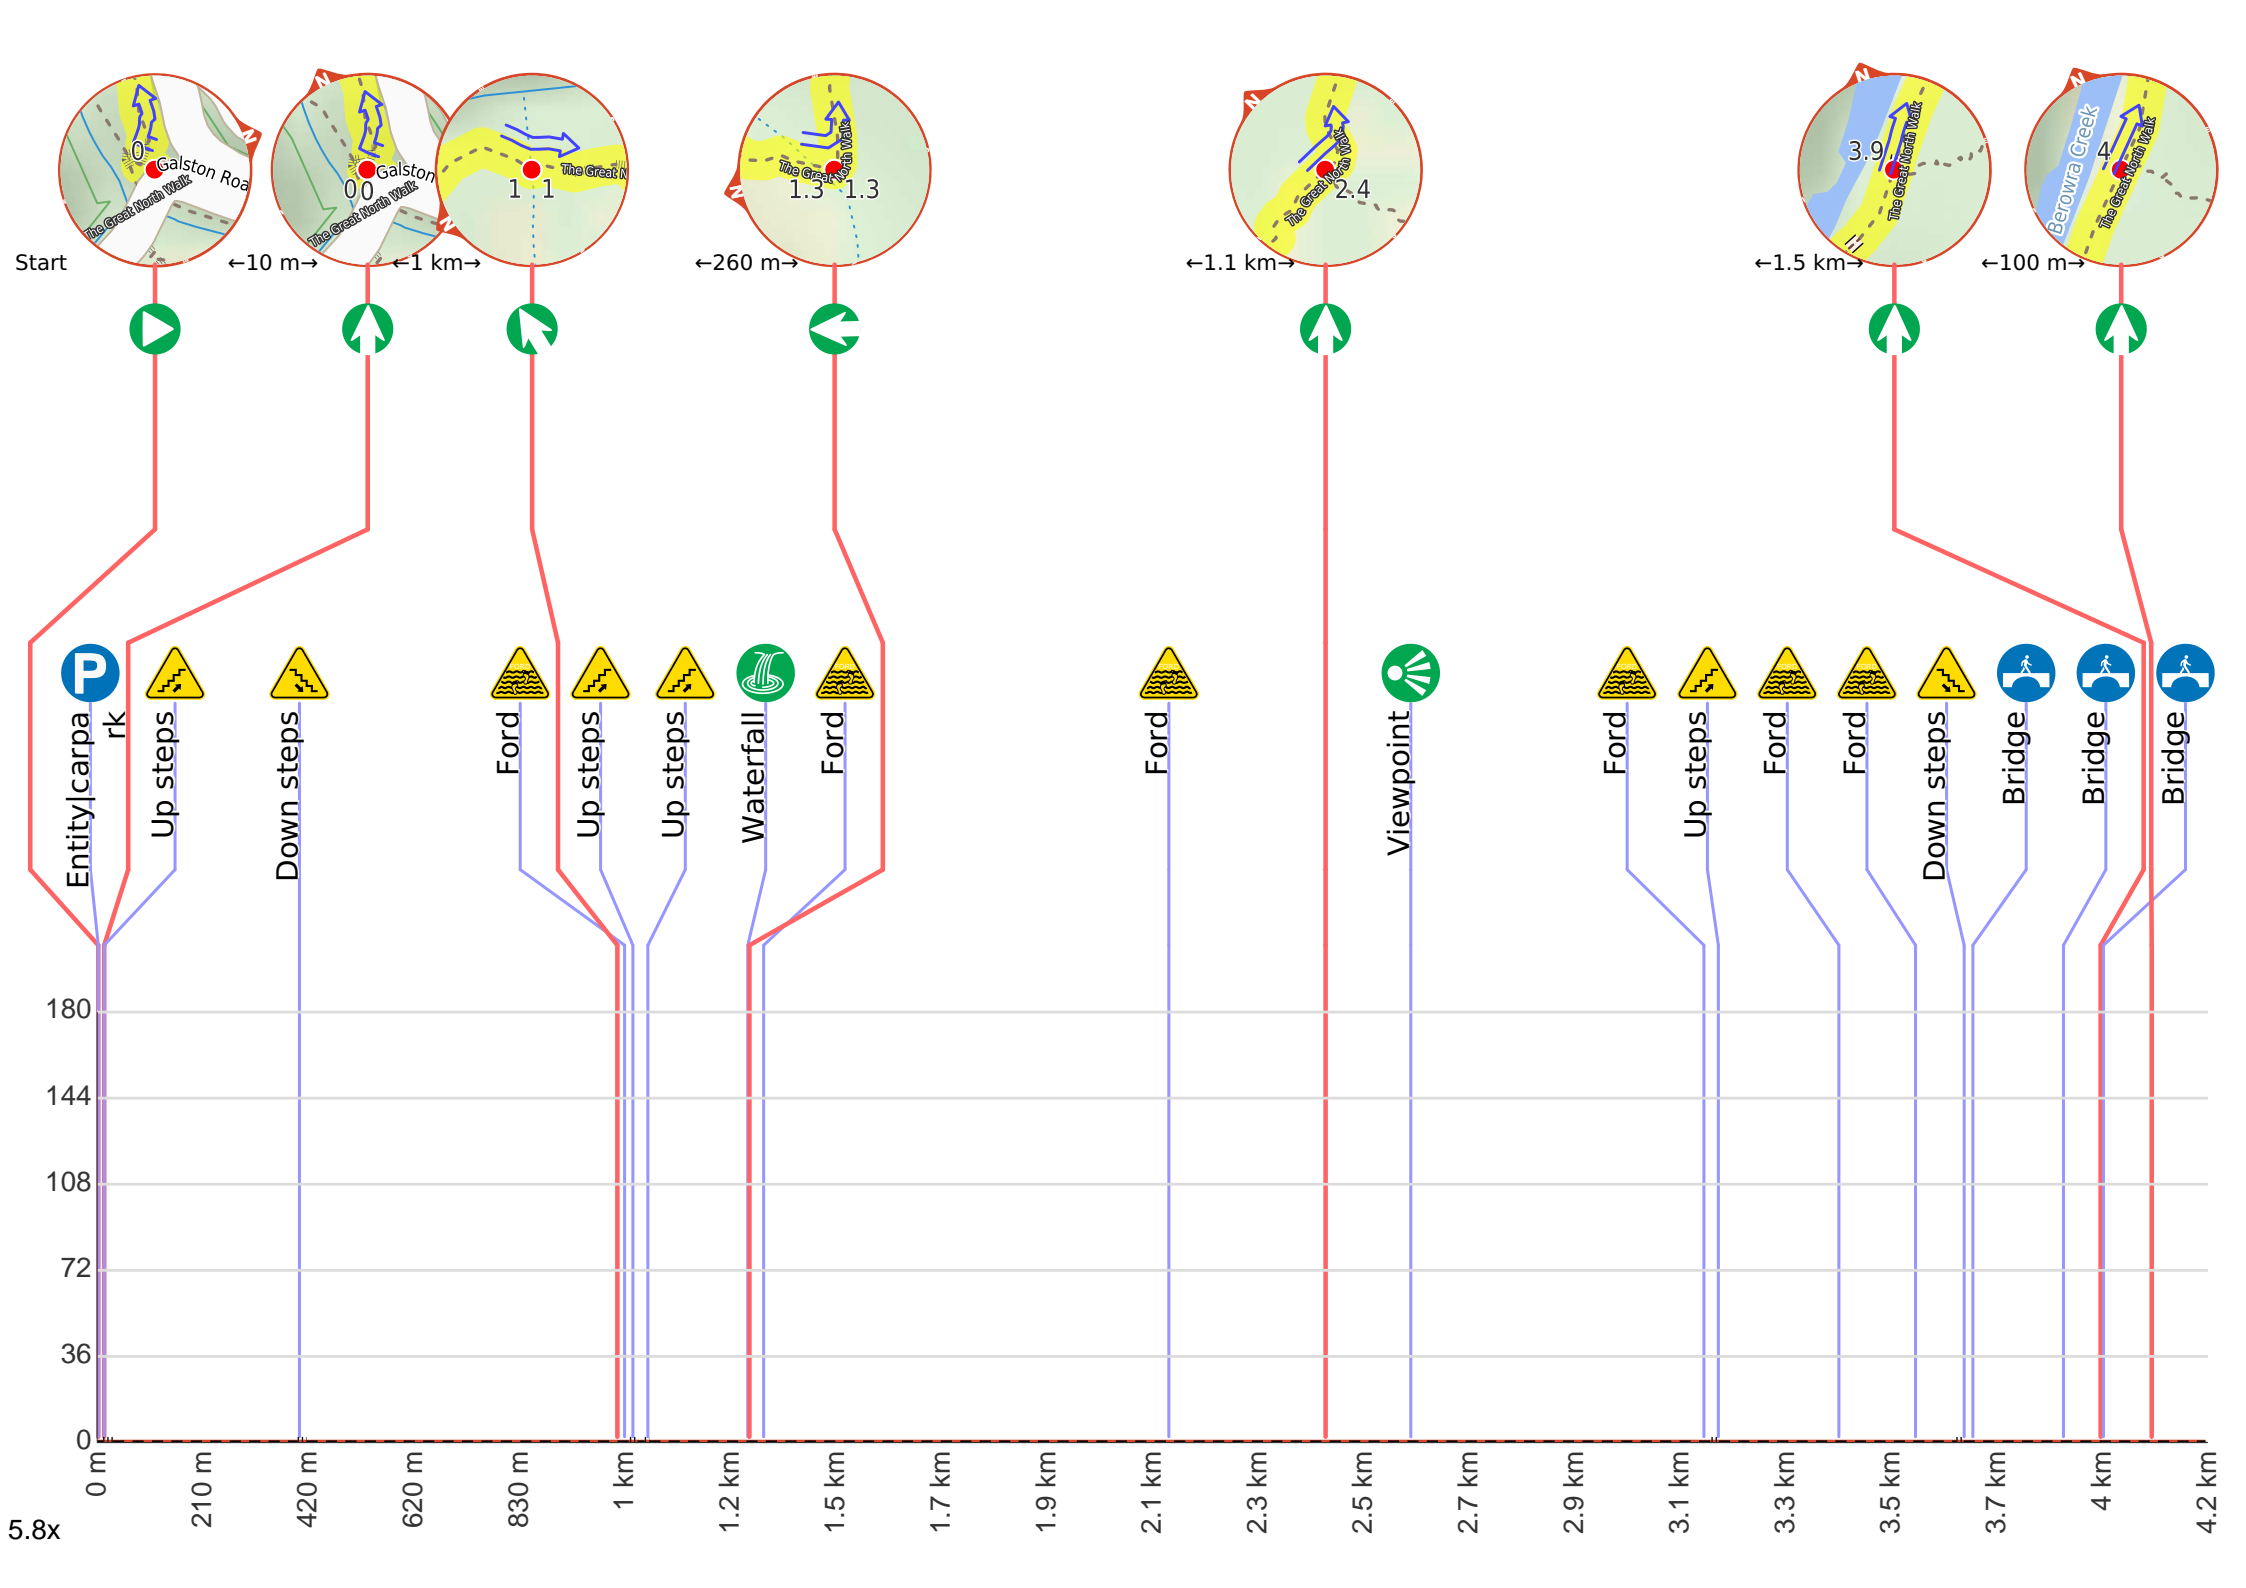 N
N
N
N
N
N
N
0
Galston Roa
The Great North Walk
0 0
Galston
The Great North Walk
1 1
The Great N
The Great North Walk
1.3 1.3
The Great North Walk
2.4
3.9
The Great North Walk
Berowra Creek
4
The Great North Walk
Start
←10 m→
←1 km→
←260 m→
←1.1 km→
←1.5 km→
←100 m→
P
Entity|carpa
rk
Up steps
Down steps
Ford
Up steps
Up steps
Waterfall
Ford
Ford
Viewpoint
Ford
Up steps
Ford
Ford
Down steps
Bridge
Bridge
Bridge
180
144
108
72
36
0
0 m
210 m
420 m
620 m
830 m
1 km
1.2 km
1.5 km
1.7 km
1.9 km
2.1 km
2.3 km
2.5 km
2.7 km
2.9 km
3.1 km
3.3 km
3.5 km
3.7 km
4 km
4.2 km
5.8x